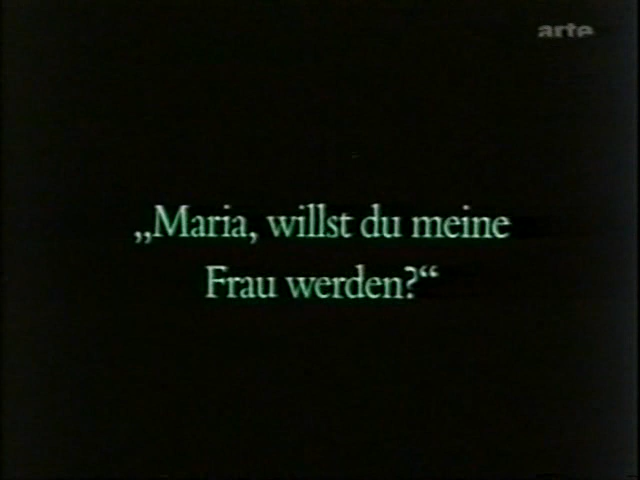 arte
„Maria, willst du meine
Frau werden?“